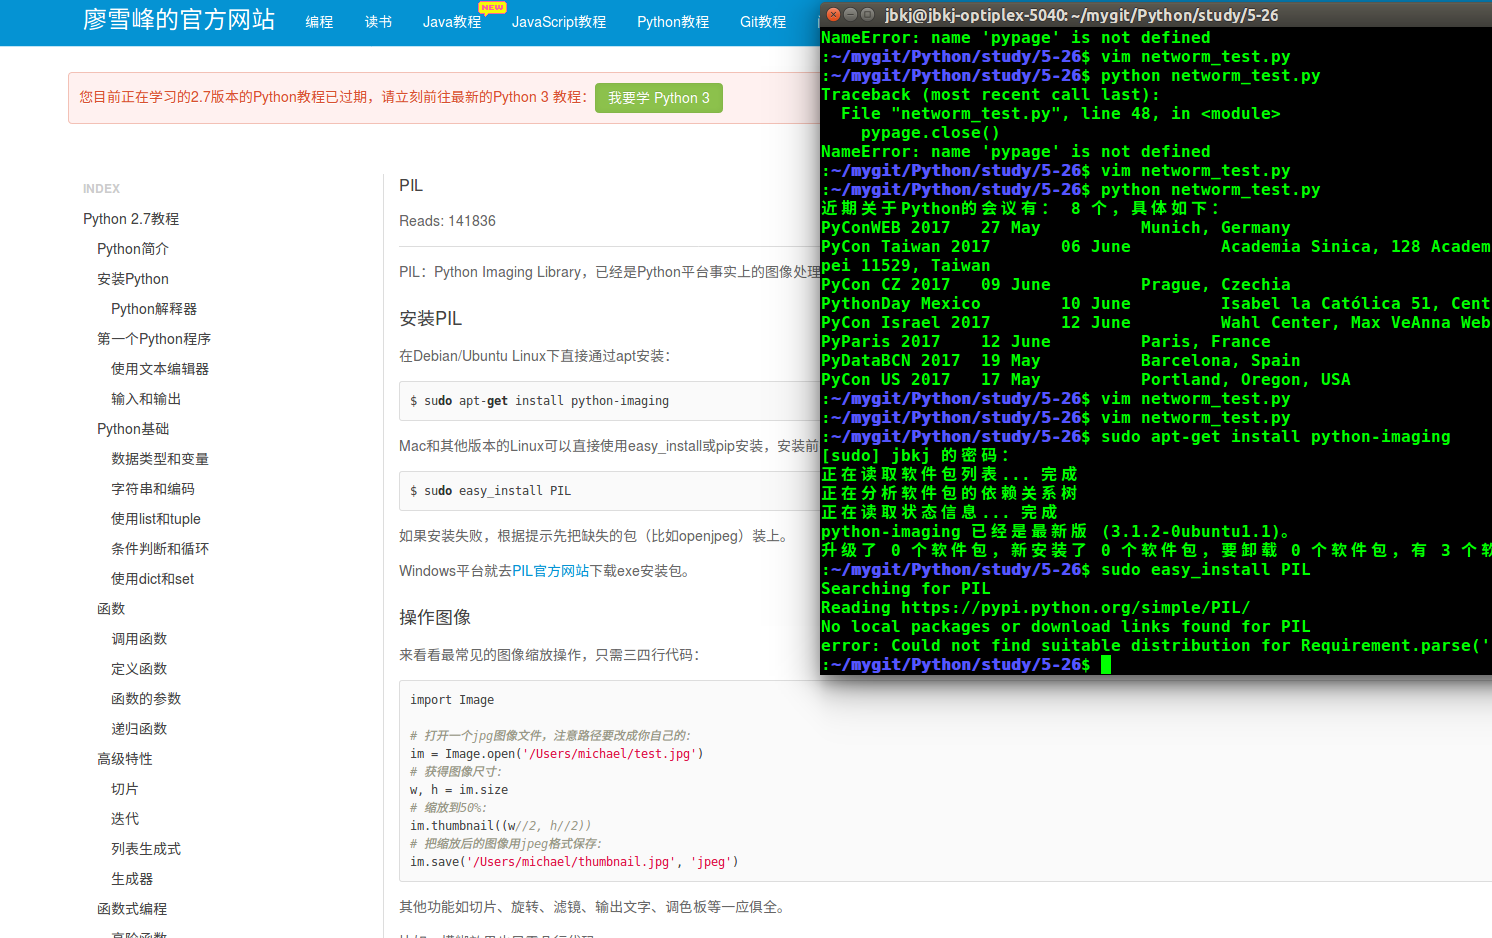 廖雪峰的官方网站 编程 读书 Java教程 NEW JavaScript教程 Python教程 Git教程
您目前正在学习的2.7版本的Python教程已过期，请立刻前往最新的Python 3 教程： 我要学 Python 3
INDEX
Python 2.7教程
Python简介
安装Python
Python解释器
第一个Python程序
使用文本编辑器
输入和输出
Python基础
数据类型和变量
字符串和编码
使用list和tuple
条件判断和循环
使用dict和set
函数
调用函数
定义函数
函数的参数
递归函数
高级特性
切片
迭代
列表生成式
生成器
函数式编程
高阶函数
PIL
Reads: 141836
PIL：Python Imaging Library，已经是Python平台事实上的图像处理
安装PIL
在Debian/Ubuntu Linux下直接通过apt安装：
$ sudo apt-get install python-imaging
Mac和其他版本的Linux可以直接使用easy_install或pip安装，安装前
$ sudo easy_install PIL
如果安装失败，根据提示先把缺失的包（比如openjpeg）装上。
Windows平台就去PIL官方网站下载exe安装包。
操作图像
来看看最常见的图像缩放操作，只需三四行代码：
import Image
# 打开一个jpg图像文件，注意路径要改成你自己的:
im = Image.open('/Users/michael/test.jpg')
# 获得图像尺寸:
w, h = im.size
# 缩放到50%:
im.thumbnail((w//2, h//2))
# 把缩放后的图像用jpeg格式保存:
im.save('/Users/michael/thumbnail.jpg', 'jpeg')
其他功能如切片、旋转、滤镜、输出文字、调色板等一应俱全。
jbkj@jbkj-optiplex-5040: ~/mygit/Python/study/5-26
NameError: name 'pypage' is not defined
:~/mygit/Python/study/5-26$ vim networm_test.py
:~/mygit/Python/study/5-26$ python networm_test.py
Traceback (most recent call last):
File "networm_test.py", line 48, in <module>
pypage.close()
NameError: name 'pypage' is not defined
:~/mygit/Python/study/5-26$ vim networm_test.py
:~/mygit/Python/study/5-26$ python networm_test.py
近期关于Python的会议有： 8 个，具体如下：
PyConWEB 2017 27 May Munich, Germany
PyCon Taiwan 2017 06 June Academia Sinica, 128 Academ
pei 11529, Taiwan
PyCon CZ 2017 09 June Prague, Czechia
PythonDay Mexico 10 June Isabel la Católica 51, Cent
PyCon Israel 2017 12 June Wahl Center, Max VeAnna Web
PyParis 2017 12 June Paris, France
PyDataBCN 2017 19 May Barcelona, Spain
PyCon US 2017 17 May Portland, Oregon, USA
:~/mygit/Python/study/5-26$ vim networm_test.py
:~/mygit/Python/study/5-26$ vim networm_test.py
:~/mygit/Python/study/5-26$ sudo apt-get install python-imaging
[sudo] jbkj 的密码：
正在读取软件包列表... 完成
正在分析软件包的依赖关系树
正在读取状态信息... 完成
python-imaging 已经是最新版 (3.1.2-0ubuntu1.1)。
升级了 0 个软件包，新安装了 0 个软件包，要卸载 0 个软件包，有 3 个软
:~/mygit/Python/study/5-26$ sudo easy_install PIL
Searching for PIL
Reading https://pypi.python.org/simple/PIL/
No local packages or download links found for PIL
error: Could not find suitable distribution for Requirement.parse('
:~/mygit/Python/study/5-26$